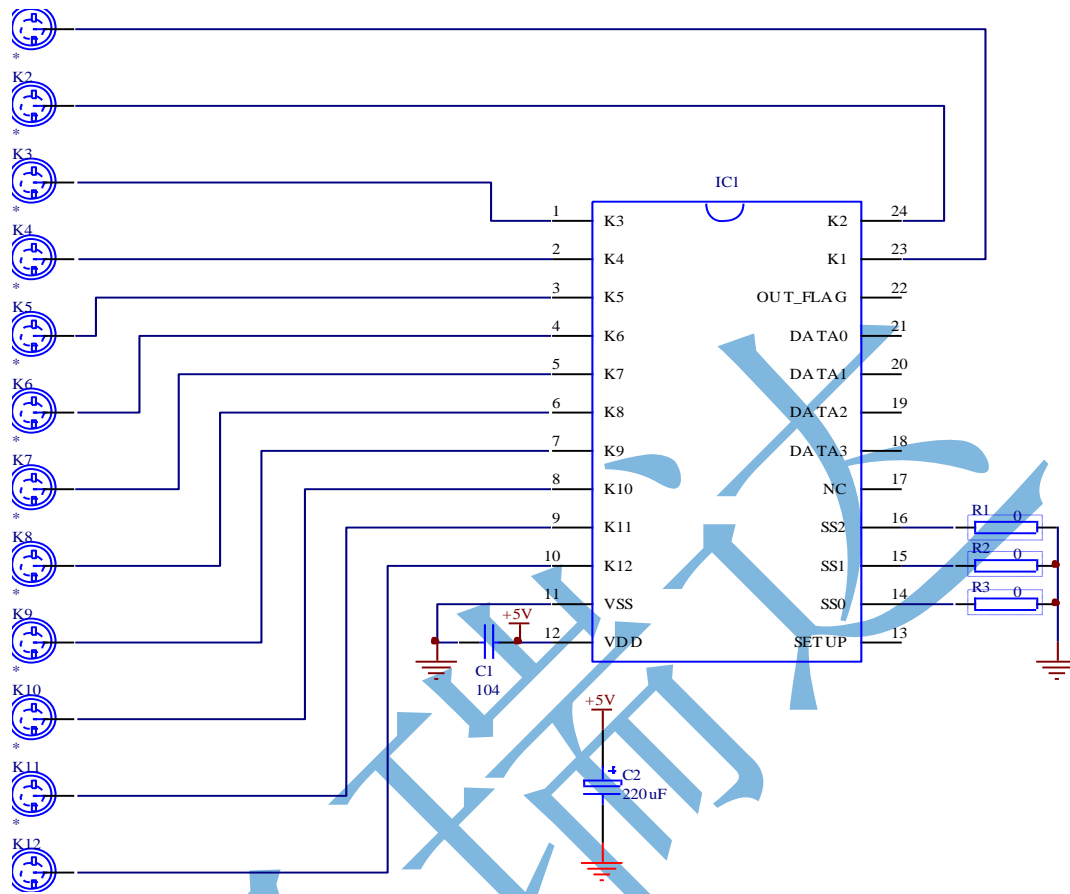 *
K2
*
K3
*
K4
*
K5
*
K6
*
K7
*
K8
*
K9
*
K10
*
K11
*
K12
IC1
1 K3
2 K4
3 K5
4 K6
5 K7
6 K8
7 K9
8 K10
9 K11
10 K12
11 VSS
12 VDD
K2 24
K1 23
OUT_FLAG 22
DATA0 21
DATA1 20
DATA2 19
DATA3 18
NC 17
SS2 16
SS1 15
SS0 14
SETUP 13
R1 0
R2 0
R3 0
+5V
C1
104
+5V
+
C2
220uF